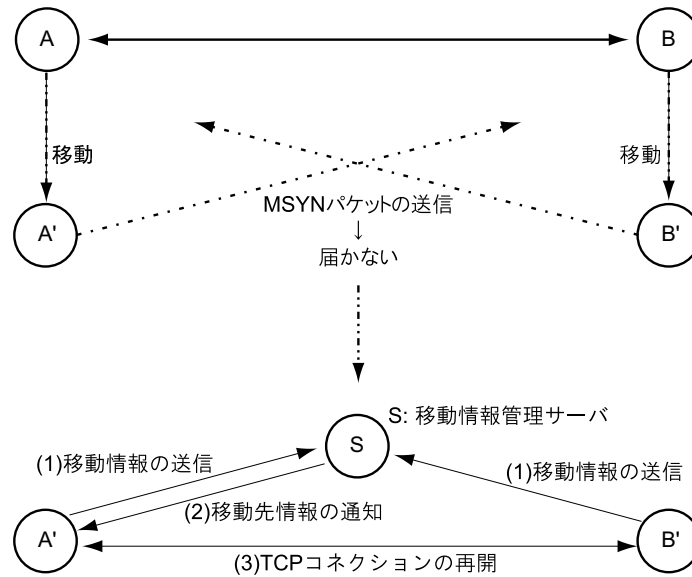 A
B
移動
移動
A'
B'
MSYNパケットの送信
↓
届かない
S: 移動情報管理サーバ
S
(1)移動情報の送信
(1)移動情報の送信
(2)移動先情報の通知
A'
B'
(3)TCPコネクションの再開